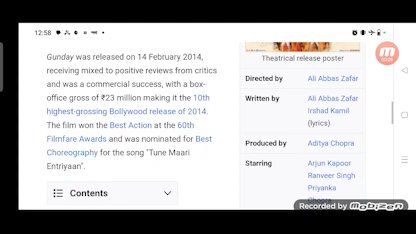 12:58
Gunday was released on 14 February 2014,
receiving mixed to positive reviews from critics
and was a commercial success, with a box-
office gross of ₹23 million making it the 10th
highest-grossing Bollywood release of 2014.
The film won the Best Action at the 60th
Filmfare Awards and was nominated for Best
Choreography for the song "Tune Maari
Entriyaan".
Contents
Theatrical release poster
Directed by Ali Abbas Zafar
Written by Ali Abbas Zafar
Irshad Kamil
(lyrics)
Produced by Aditya Chopra
Starring Arjun Kapoor
Ranveer Singh
Priyanka
Chopra
Recorded by MOBIZEN